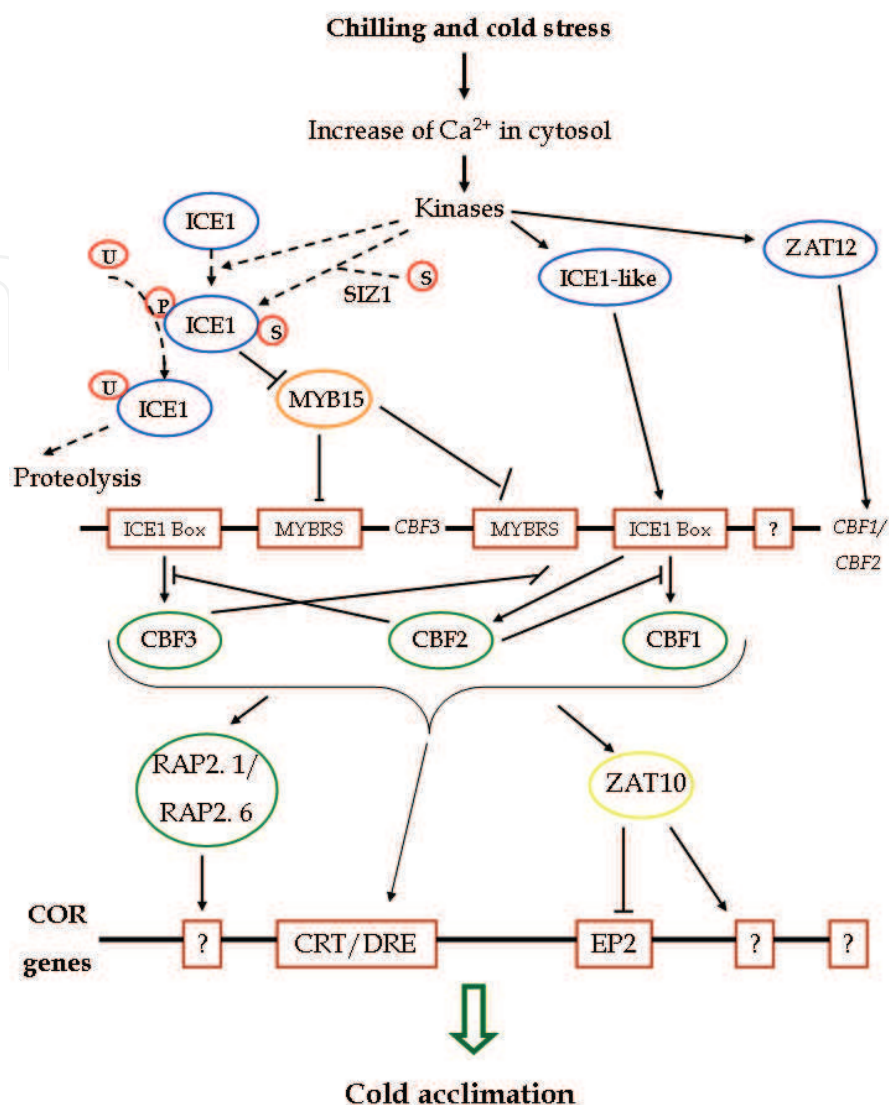 Chilling and cold stress
Increase of Ca²⁺ in cytosol
Kinases
ICE1
ZAT12
U
ICE1-like
S
SIZ1
P
ICE1
S
U
ICE1
MYB15
Proteolysis
ICE1 Box
MYBRS
CBF3
MYBRS
ICE1 Box
?
CBF1/
CBF2
CBF3
CBF2
CBF1
RAP2. 1/
RAP2. 6
ZAT10
COR
genes
?
CRT/DRE
EP2
?
?
Cold acclimation